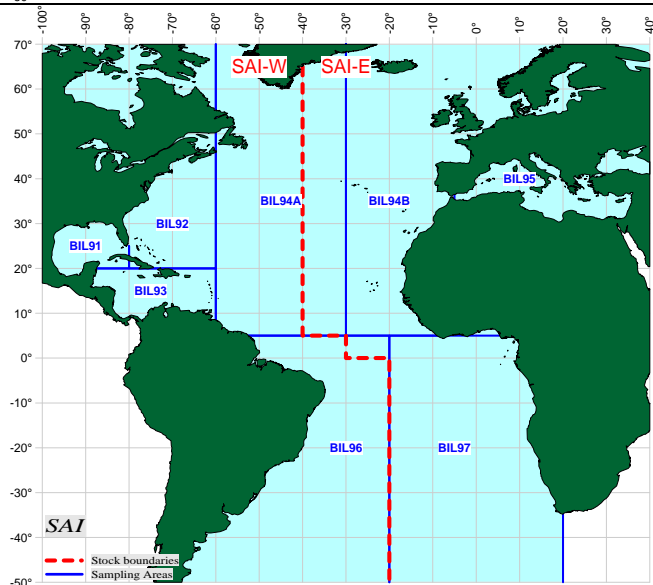 -100° -90° -80° -70° -60° -50° -40° -30° -20° -10° 0° 10° 20° 30° 40°
70°
SAI-W SAI-E
60°
50°
40°
BIL95
BIL94A BIL94B
30°
BIL92
BIL91
20°
BIL93
10°
0°
-10°
-20°
BIL96 BIL97
-30°
SAI
-40°
Stock boundaries
Sampling Areas
-50°